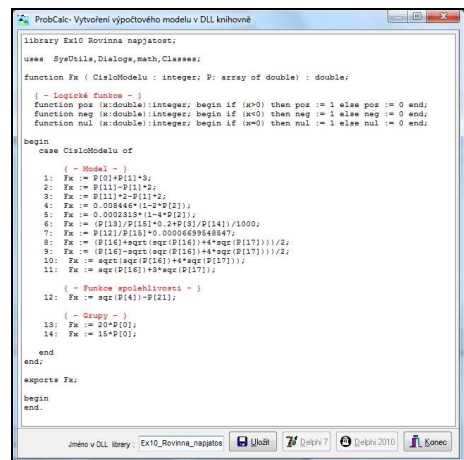 ProbCalc- Vytvoření výpočtového modelu v DLL knihovně
library Ex10 Rovinna napjatost;
uses SysUtils,Dialogs,math,Classes;
function Fx ( CisloModelu : integer; P: array of double) : double;
{ - Logické funkce - }
function poz (x:double):integer; begin if (x>0) then poz := 1 else poz := 0 end;
function neg (x:double):integer; begin if (x<0) then neg := 1 else neg := 0 end;
function nul (x:double):integer; begin if (x=0) then nul := 1 else nul := 0 end;
begin
case CisloModelu of
{ - Model - }
1: Fx := P[0]+P[1]*3;
2: Fx := P[11]-P[1]*2;
3: Fx := P[11]*2-P[1]*2;
4: Fx := 0.008446*(1-2*P[2]);
5: Fx := 0.0002313*(1-4*P[2]);
6: Fx := (P[13]/P[15]*0.2+P[3]/P[14])/1000;
7: Fx := P[12]/P[15]*0.00006699548547;
8: Fx := (P[16]+sqrt(sqr(P[16])+4*sqr(P[17])))/2;
9: Fx := (P[16]-sqrt(sqr(P[16])+4*sqr(P[17])))/2;
10: Fx := sqrt(sqr(P[16])+4*sqr(P[17]));
11: Fx := sqr(P[16])+3*sqr(P[17]);
{ - Funkce spolehlivosti - }
12: Fx := sqr(P[4])-P[21];
{ - Grupy - }
13: Fx := 20*P[0];
14: Fx := 15*P[0];
end
end;
exports Fx;
begin
end.
Jméno v DLL library : Ex10_Rovinna_napjatos Uložit Delphi 7 Delphi 2010 Konec